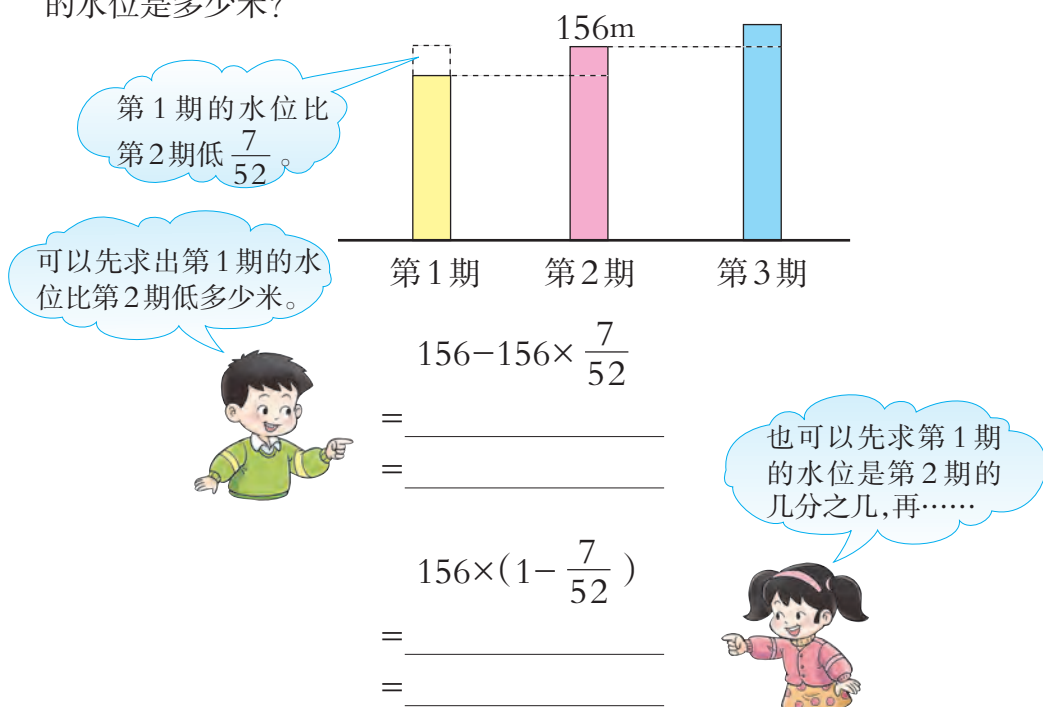 的水位是多少米?
156m
第1期的水位比
第2期低 7/52 。
可以先求出第1期的水
位比第2期低多少米。
第1期 第2期 第3期
156-156× 7/52
=
=
也可以先求第1期
的水位是第2期的
几分之几,再……
156×(1- 7/52 )
=
=